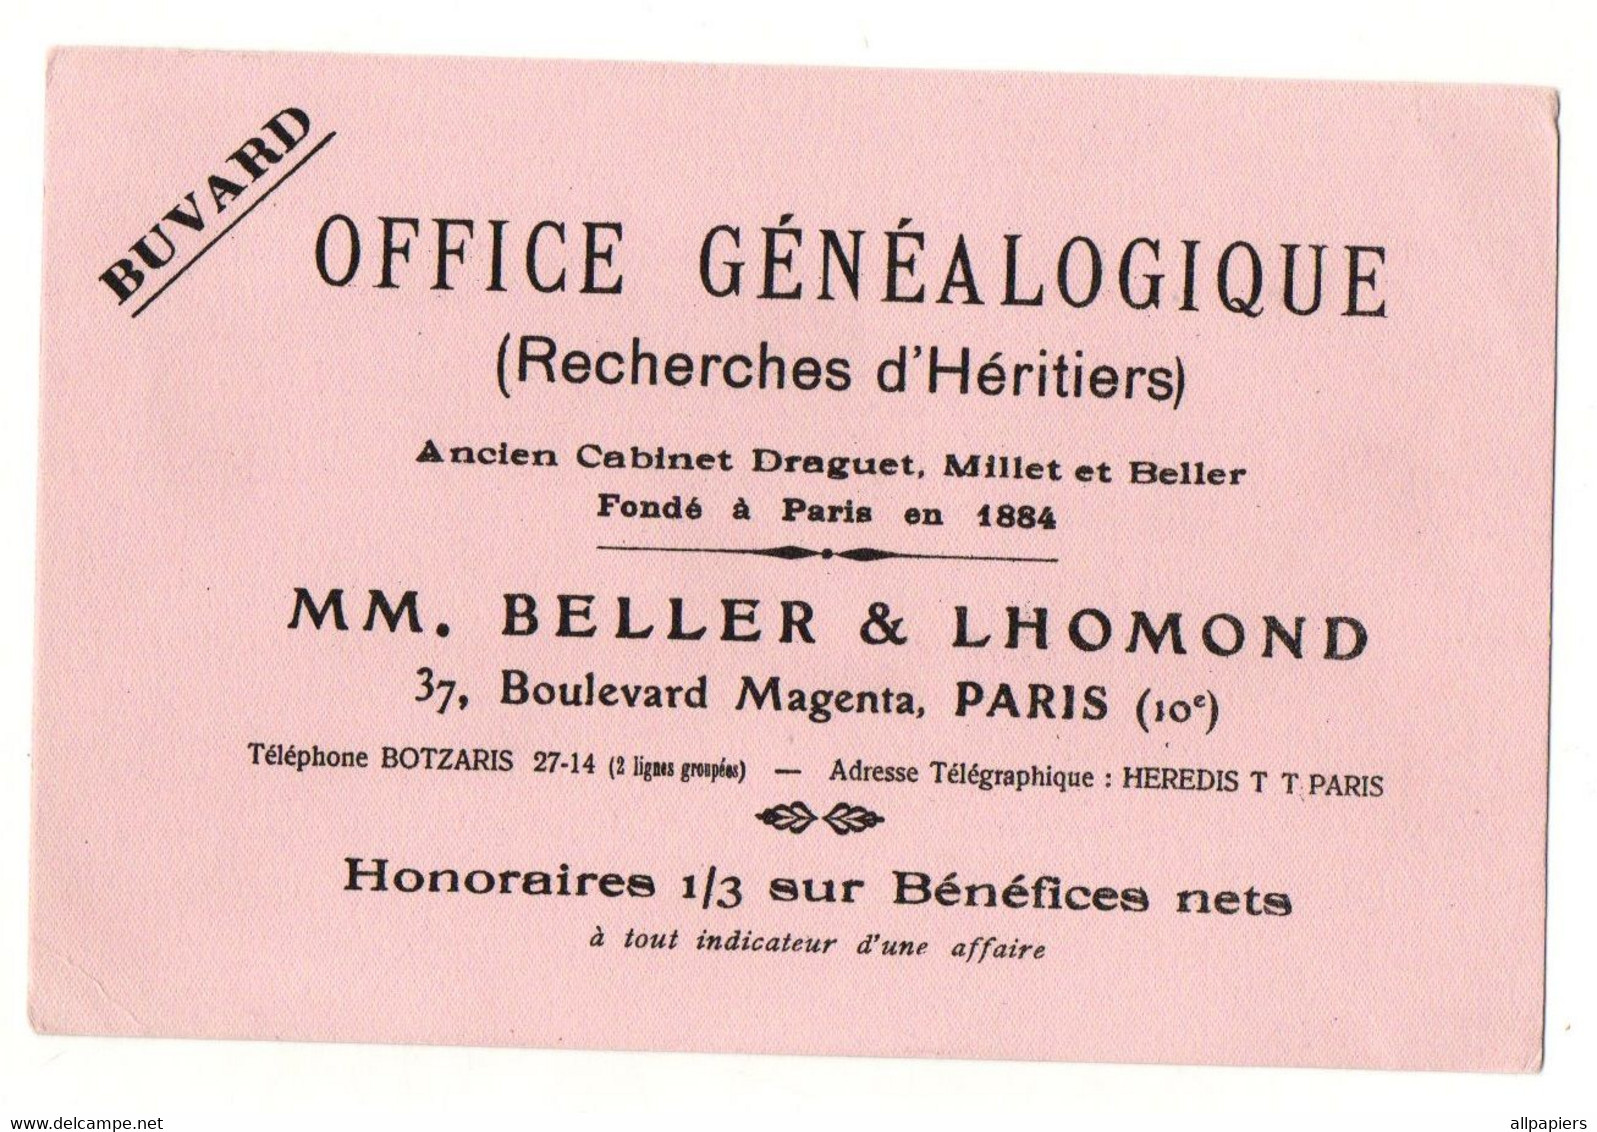 BUVARD
OFFICE GÉNÉALOGIQUE
(Recherches d'Héritiers)
Ancien Cabinet Draguet, Millet et Beller
Fondé à Paris en 1884
MM. BELLER & LHOMOND
37, Boulevard Magenta, PARIS (10e)
Téléphone BOTZARIS 27-14 (2 lignes groupées) — Adresse Télégraphique : HEREDIS T T PARIS
Honoraires 1/3 sur Bénéfices nets
à tout indicateur d'une affaire
allpapiers